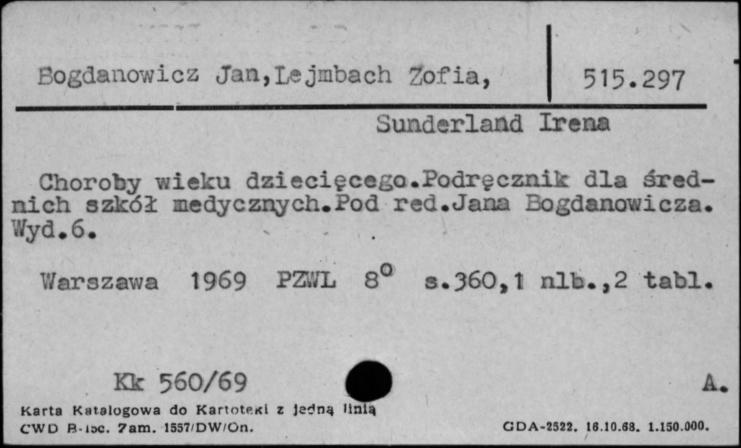 Bogdanowicz Jan,Lejmbach Zofia, 515.297
Sunderland Irena
Choroby wieku dziecięcego.Podręcznik dla śred-
nich szkół medycznych.Pod red.Jana Bogdanowicza.
Wyd.6.
Warszawa 1969 PZWL 8° s.360,1 nlb.,2 tabl.
Kk 560/69 A.
Karta Katalogowa do Kartoteki z jedną linią
CWD Zam. 1557/DW/On. GDA-2522. 16.10.68. 1.150.000.